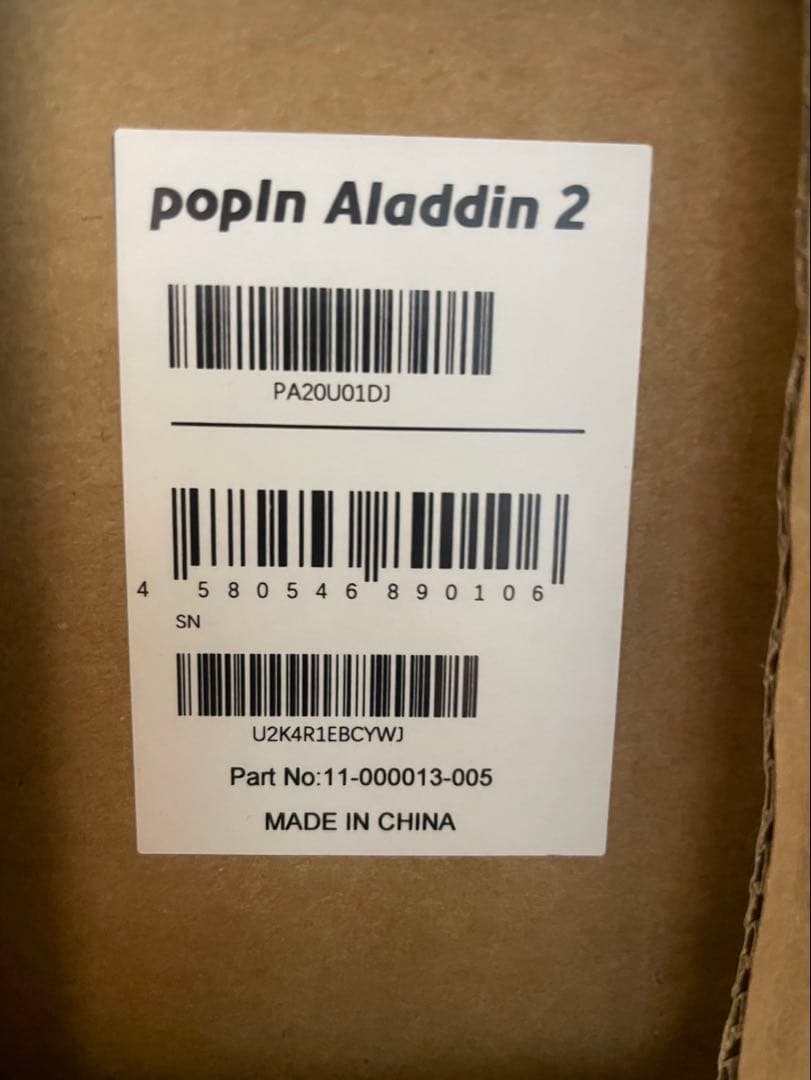 popIn Aladdin 2
PA20U01DJ
4 580546 890106
SN
U2K4R1EBCYWJ
Part No:11-000013-005
MADE IN CHINA